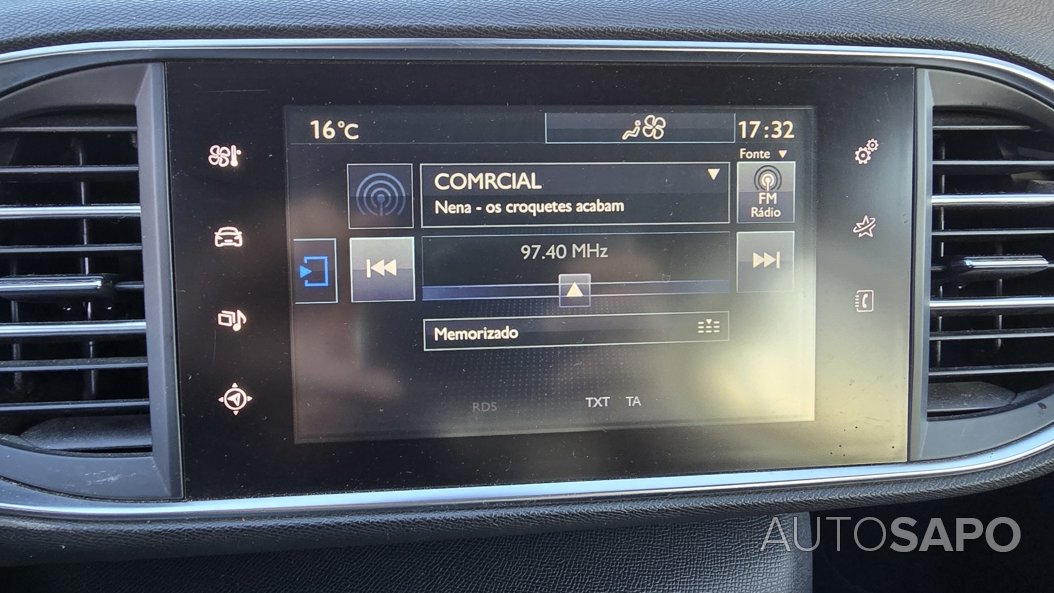 16°C
17:32
Fonte ▼
COMRCIAL
Nena - os croquetes acabam
FM
Rádio
97.40 MHz
Memorizado
RDS
TXT TA
AUTOSAPO